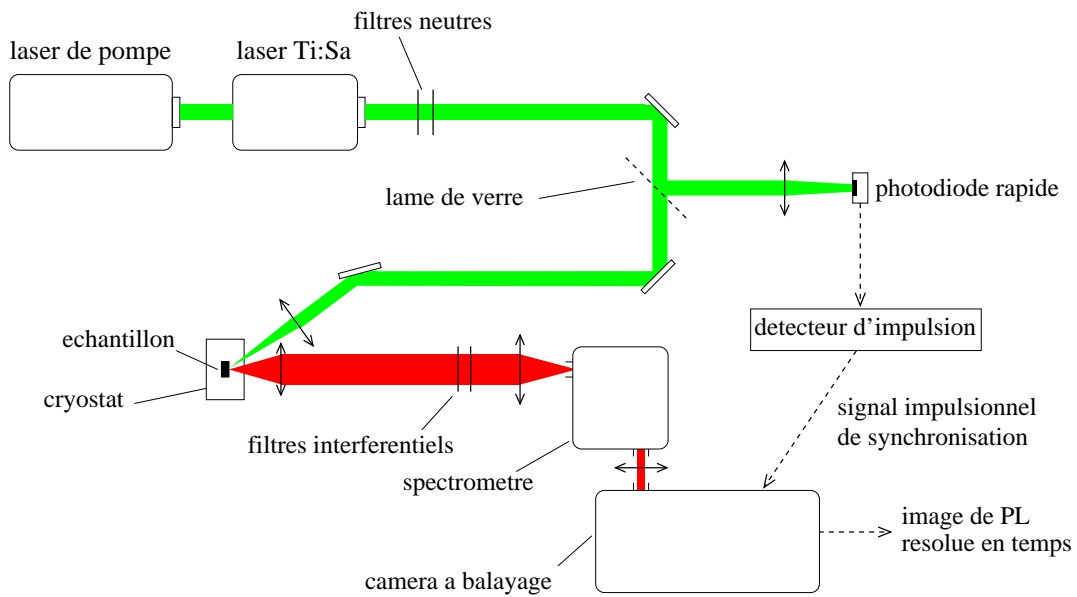 filtres neutres
laser de pompe
laser Ti:Sa
lame de verre
photodiode rapide
echantillon
detecteur d'impulsion
cryostat
signal impulsionnel
de synchronisation
filtres interferentiels
spectrometre
image de PL
resolue en temps
camera a balayage